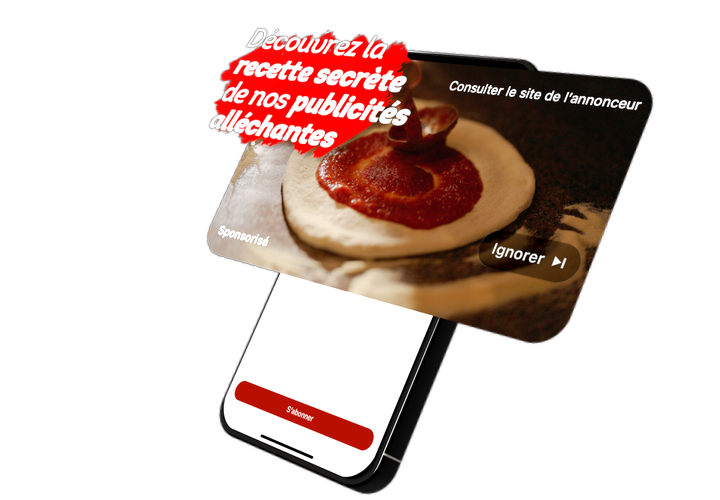 Découvrez la
recette secrète
de nos publicités
alléchantes
Consulter le site de l'annonceur
Sponsorisé
Ignorer
S'abonner